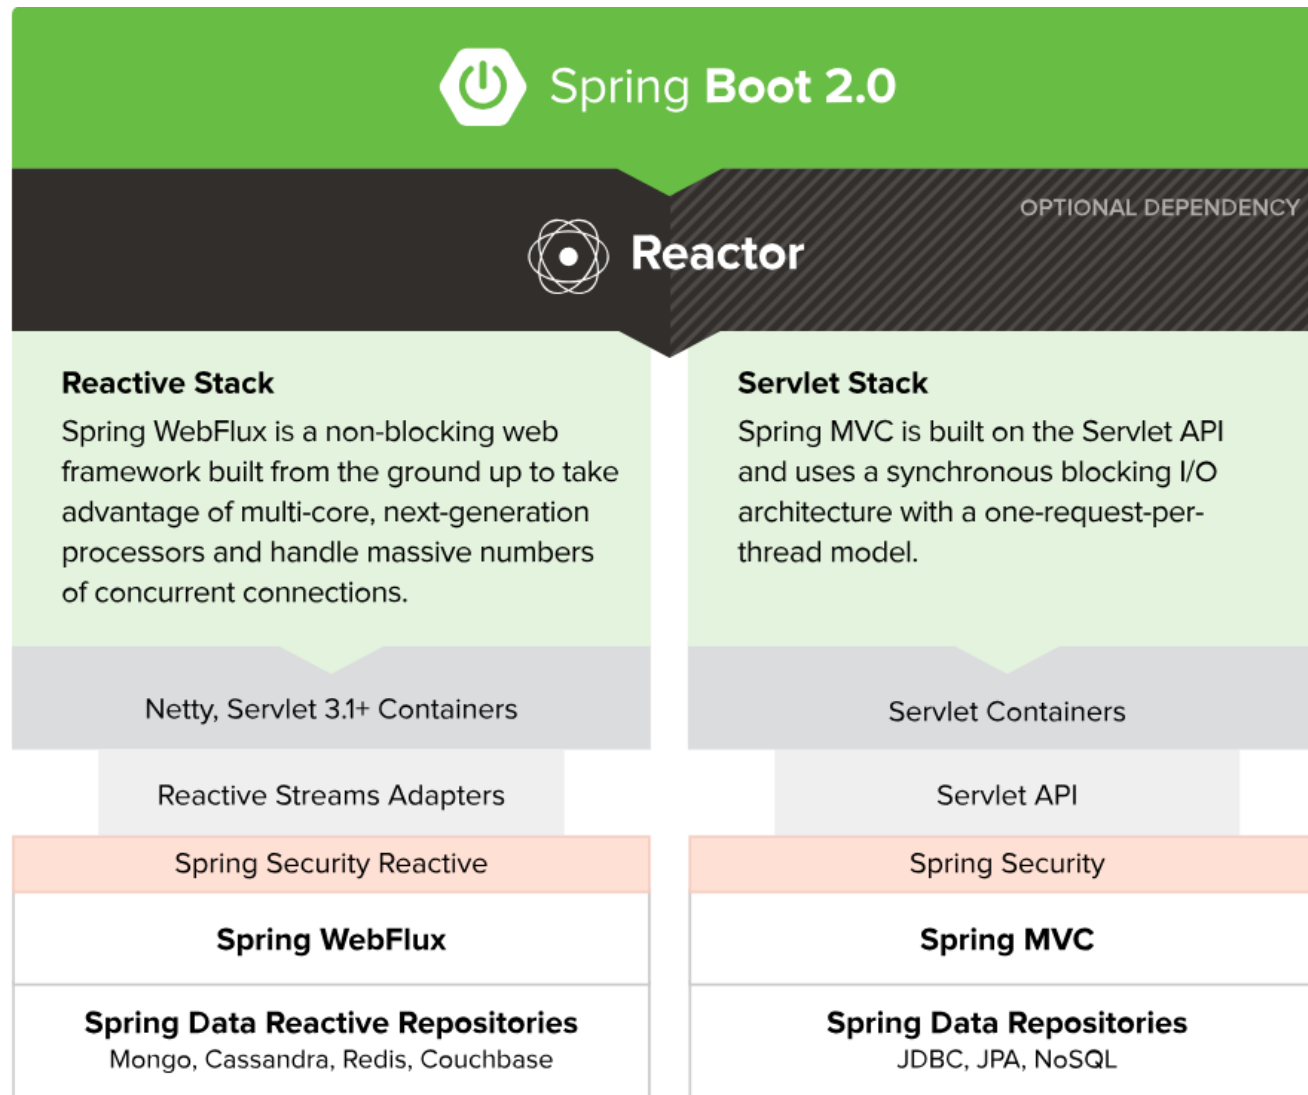 Spring Boot 2.0
OPTIONAL DEPENDENCY
Reactor
Reactive Stack
Spring WebFlux is a non-blocking web
framework built from the ground up to take
advantage of multi-core, next-generation
processors and handle massive numbers
of concurrent connections.
Servlet Stack
Spring MVC is built on the Servlet API
and uses a synchronous blocking I/O
architecture with a one-request-per-
thread model.
Netty, Servlet 3.1+ Containers
Servlet Containers
Reactive Streams Adapters
Servlet API
Spring Security Reactive
Spring Security
Spring WebFlux
Spring MVC
Spring Data Reactive Repositories
Mongo, Cassandra, Redis, Couchbase
Spring Data Repositories
JDBC, JPA, NoSQL